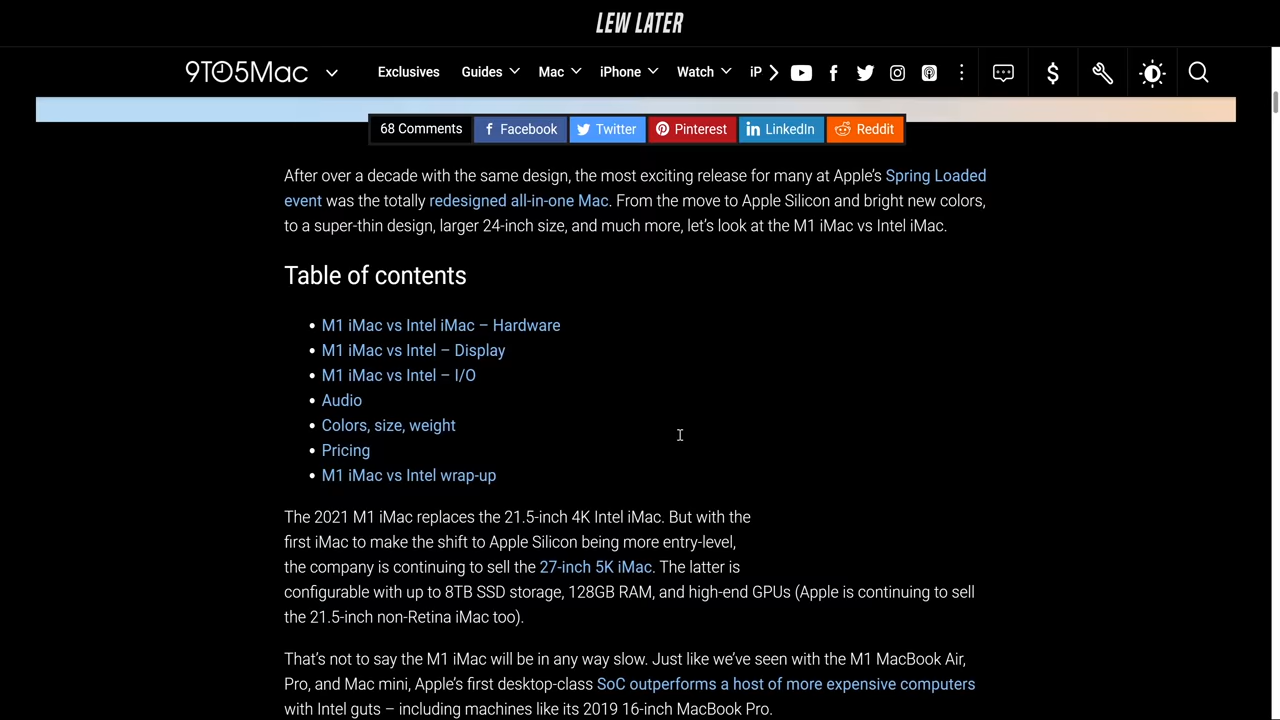 LEW LATER
9TO5Mac
Exclusives Guides Mac iPhone Watch iP
68 Comments Facebook Twitter Pinterest LinkedIn Reddit
After over a decade with the same design, the most exciting release for many at Apple's Spring Loaded
event was the totally redesigned all-in-one Mac. From the move to Apple Silicon and bright new colors,
to a super-thin design, larger 24-inch size, and much more, let's look at the M1 iMac vs Intel iMac.
Table of contents
• M1 iMac vs Intel iMac – Hardware
• M1 iMac vs Intel – Display
• M1 iMac vs Intel – I/O
• Audio
• Colors, size, weight
• Pricing
• M1 iMac vs Intel wrap-up
The 2021 M1 iMac replaces the 21.5-inch 4K Intel iMac. But with the
first iMac to make the shift to Apple Silicon being more entry-level,
the company is continuing to sell the 27-inch 5K iMac. The latter is
configurable with up to 8TB SSD storage, 128GB RAM, and high-end GPUs (Apple is continuing to sell
the 21.5-inch non-Retina iMac too).
That's not to say the M1 iMac will be in any way slow. Just like we've seen with the M1 MacBook Air,
Pro, and Mac mini, Apple's first desktop-class SoC outperforms a host of more expensive computers
with Intel guts – including machines like its 2019 16-inch MacBook Pro.